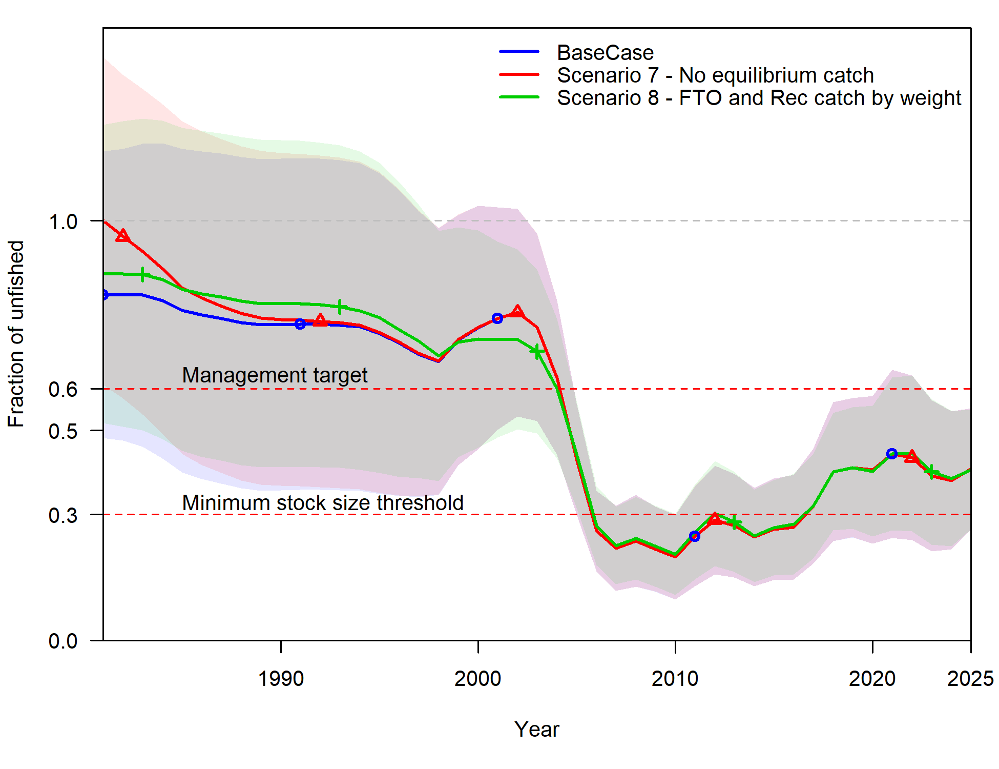 BaseCase
Scenario 7 - No equilibrium catch
Scenario 8 - FTO and Rec catch by weight
1.0
0.6
0.5
0.3
0.0
Fraction of unfished
Management target
Minimum stock size threshold
1990
2000
2010
2020
2025
Year